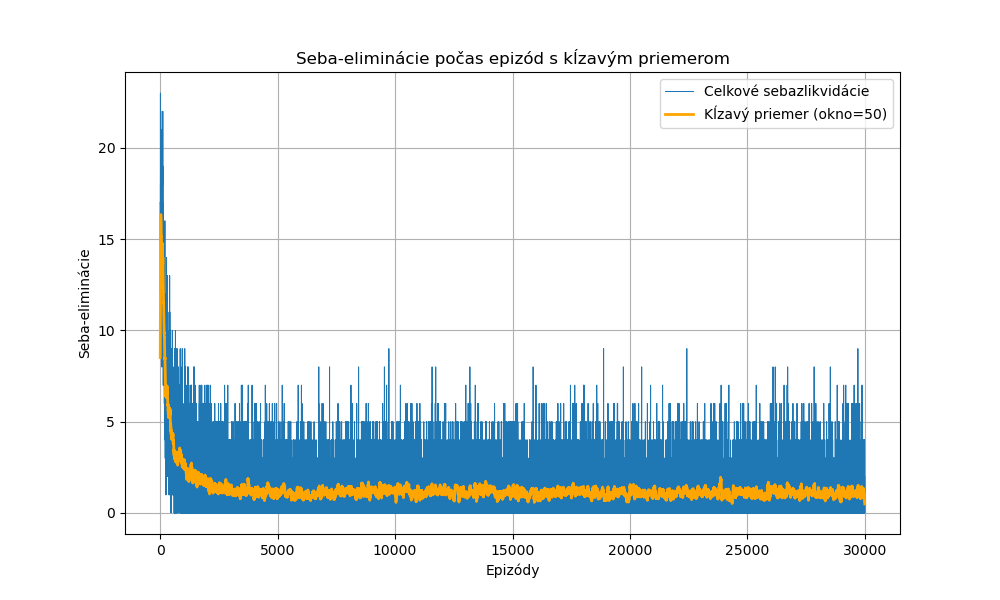 Seba-eliminácie počas epizód s kĺzavým priemerom
Celkové sebazlikvidácie
Kĺzavý priemer (okno=50)
Seba-eliminácie
20
15
10
5
0
0 5000 10000 15000 20000 25000 30000
Epizódy